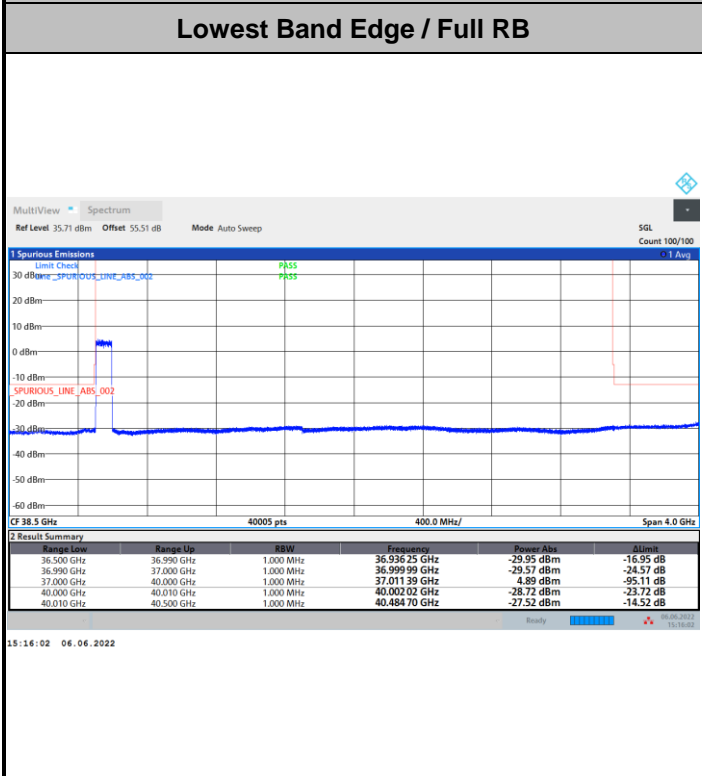 Lowest Band Edge / Full RB
MultiView Spectrum
Ref Level 35.71 dBm Offset 55.51 dB Mode Auto Sweep SGL
Count 100/100
1 Spurious Emissions 1 Avg
Limit Check PASS
30 dBm Line _SPURIOUS_LINE_ABS_002 PASS
20 dBm
10 dBm
0 dBm
-10 dBm
_SPURIOUS_LINE_ABS_002
-20 dBm
-30 dBm
-40 dBm
-50 dBm
-60 dBm
CF 38.5 GHz 40005 pts 400.0 MHz/ Span 4.0 GHz
2 Result Summary
Range Low Range Up RBW Frequency Power Abs ΔLimit
36.500 GHz 36.990 GHz 1.000 MHz 36.936 25 GHz -29.95 dBm -16.95 dB
36.990 GHz 37.000 GHz 1.000 MHz 36.999 99 GHz -29.57 dBm -24.57 dB
37.000 GHz 40.000 GHz 1.000 MHz 37.011 39 GHz 4.89 dBm -95.11 dB
40.000 GHz 40.010 GHz 1.000 MHz 40.002 02 GHz -28.72 dBm -23.72 dB
40.010 GHz 40.500 GHz 1.000 MHz 40.484 70 GHz -27.52 dBm -14.52 dB
Ready 06.06.2022
15:16:02
15:16:02 06.06.2022